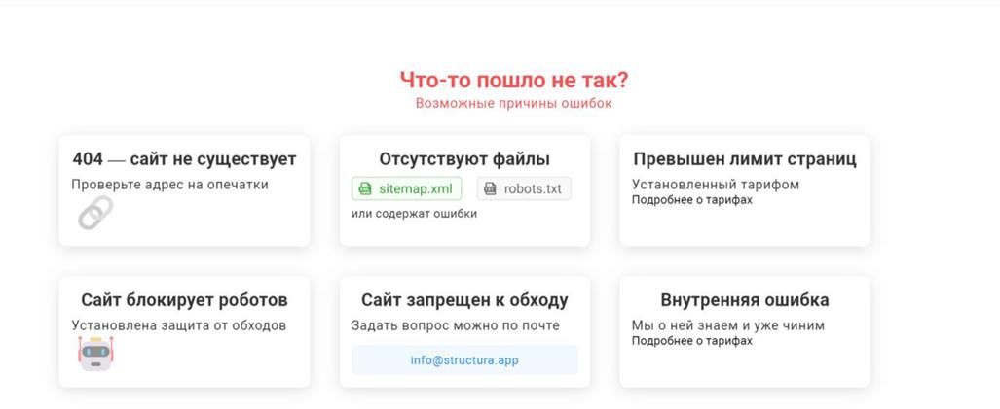 Что-то пошло не так?
Возможные причины ошибок
404 — сайт не существует
Проверьте адрес на опечатки
Отсутствуют файлы
sitemap.xml
robots.txt
или содержат ошибки
Превышен лимит страниц
Установленный тарифом
Подробнее о тарифах
Сайт блокирует роботов
Установлена защита от обходов
Сайт запрещен к обходу
Задать вопрос можно по почте
info@structura.app
Внутренняя ошибка
Мы о ней знаем и уже чиним
Подробнее о тарифах